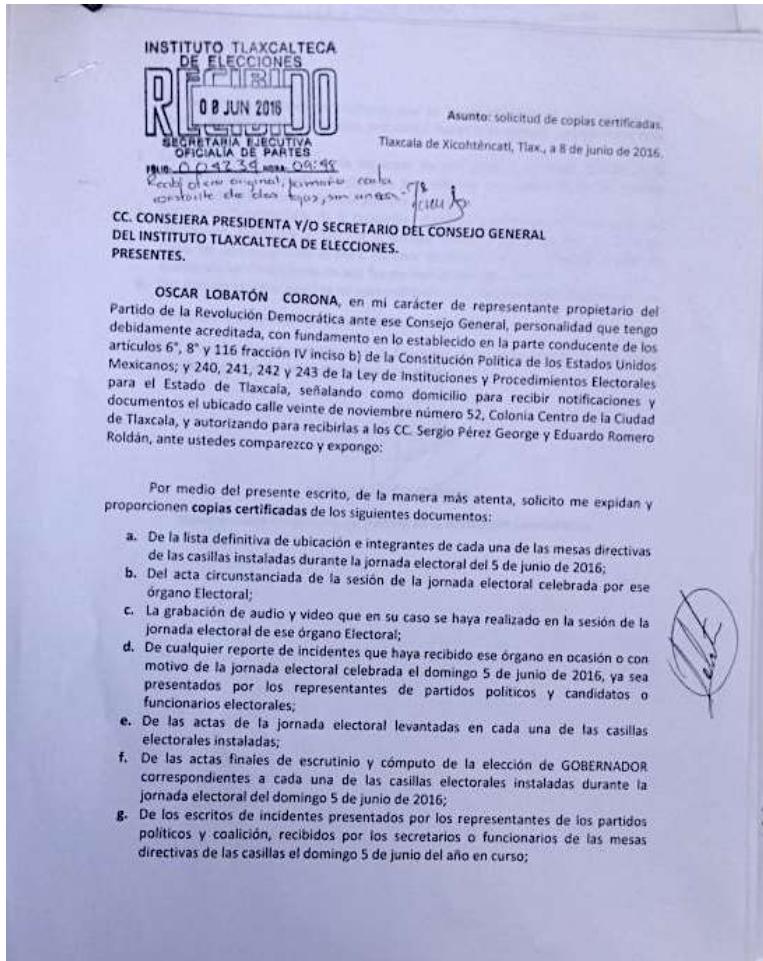 INSTITUTO TLAXCALTECA
DE ELECCIONES
RECIBIDO
08 JUN 2016
SECRETARIA EJECUTIVA
OFICIALÍA DE PARTES
FOLIO: 004234 HORA: 09:48
Recibí original
constante de dos fojas, sin anexo.
Asunto: solicitud de copias certificadas.
Tlaxcala de Xicohténcatl, Tlax., a 8 de junio de 2016.
CC. CONSEJERA PRESIDENTA Y/O SECRETARIO DEL CONSEJO GENERAL
DEL INSTITUTO TLAXCALTECA DE ELECCIONES.
PRESENTES.
OSCAR LOBATÓN CORONA, en mi carácter de representante propietario del
Partido de la Revolución Democrática ante ese Consejo General, personalidad que tengo
debidamente acreditada, con fundamento en lo establecido en la parte conducente de los
artículos 6°, 8° y 116 fracción IV inciso b) de la Constitución Política de los Estados Unidos
Mexicanos; y 240, 241, 242 y 243 de la Ley de Instituciones y Procedimientos Electorales
para el Estado de Tlaxcala, señalando como domicilio para recibir notificaciones y
documentos el ubicado calle veinte de noviembre número 52, Colonia Centro de la Ciudad
de Tlaxcala, y autorizando para recibirlas a los CC. Sergio Pérez George y Eduardo Romero
Roldán, ante ustedes comparezco y expongo:
Por medio del presente escrito, de la manera más atenta, solicito me expidan y
proporcionen copias certificadas de los siguientes documentos:
a. De la lista definitiva de ubicación e integrantes de cada una de las mesas directivas
de las casillas instaladas durante la jornada electoral del 5 de junio de 2016;
b. Del acta circunstanciada de la sesión de la jornada electoral celebrada por ese
órgano Electoral;
c. La grabación de audio y video que en su caso se haya realizado en la sesión de la
jornada electoral de ese órgano Electoral;
d. De cualquier reporte de incidentes que haya recibido ese órgano en ocasión o con
motivo de la jornada electoral celebrada el domingo 5 de junio de 2016, ya sea
presentados por los representantes de partidos políticos y candidatos o
funcionarios electorales;
e. De las actas de la jornada electoral levantadas en cada una de las casillas
electorales instaladas;
f. De las actas finales de escrutinio y cómputo de la elección de GOBERNADOR
correspondientes a cada una de las casillas electorales instaladas durante la
jornada electoral del domingo 5 de junio de 2016;
g. De los escritos de incidentes presentados por los representantes de los partidos
políticos y coalición, recibidos por los secretarios o funcionarios de las mesas
directivas de las casillas el domingo 5 de junio del año en curso;